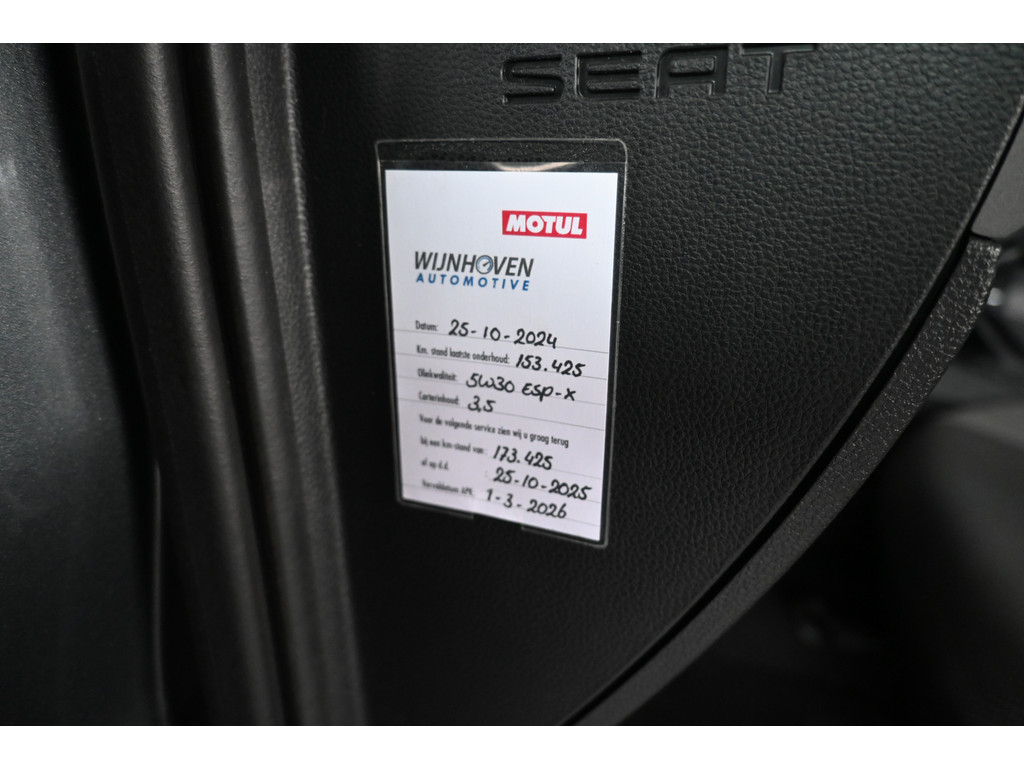 SEAT
MOTUL
WIJNHOVEN
AUTOMOTIVE
Datum: 25-10-2024
Km. stand laatste onderhoud: 153.425
Oliekwaliteit: 5W30 ESP-X
Carterinhoud: 3,5
Voor de volgende service zien wij u graag terug
bij een km-stand van: 173.425
of op d.d. : 25-10-2025
Vervaldatum APK: 1-3-2026